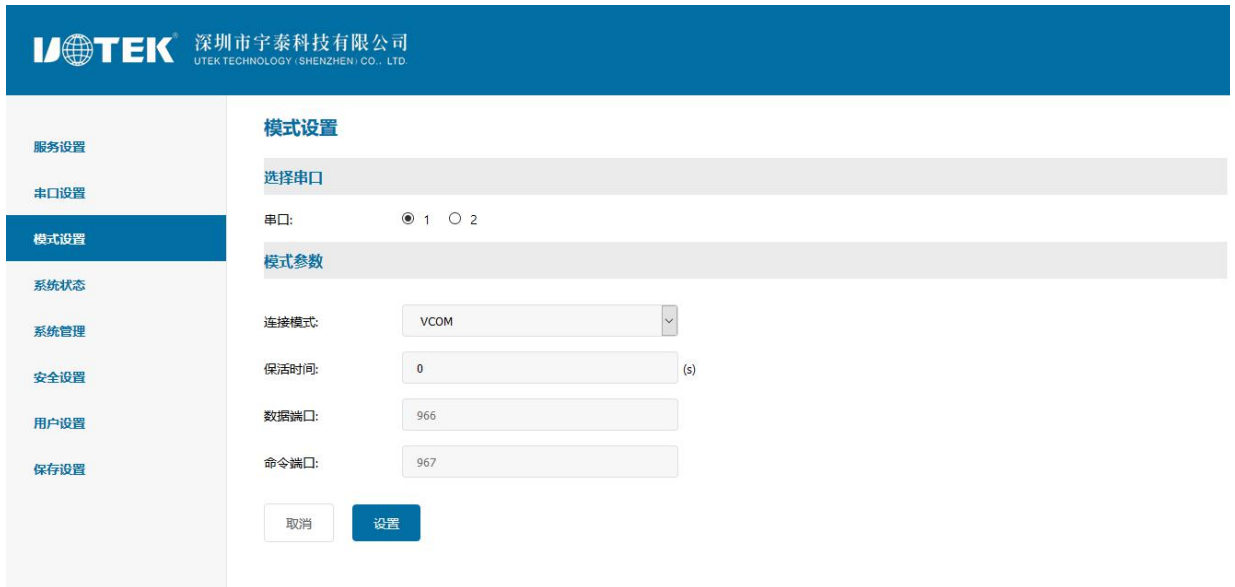 UTEK® 深圳市宇泰科技有限公司
UTEK TECHNOLOGY (SHENZHEN) CO., LTD.
服务设置
串口设置
模式设置
系统状态
系统管理
安全设置
用户设置
保存设置
模式设置
选择串口
串口: 1 2
模式参数
连接模式: VCOM
保活时间: 0 (s)
数据端口: 966
命令端口: 967
取消 设置